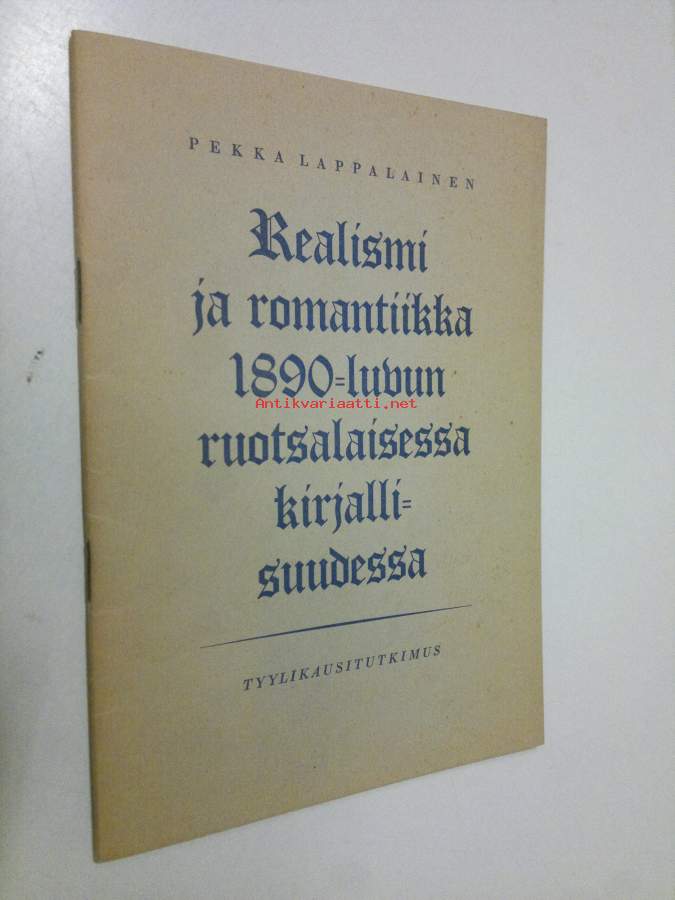 PEKKA LAPPALAINEN
Realismi
ja romantiikka
1890=luvun
Antikvariaatti.net
ruotsalaisessa
kirjalli=
suudessa
TYYLIKAUSITUTKIMUS